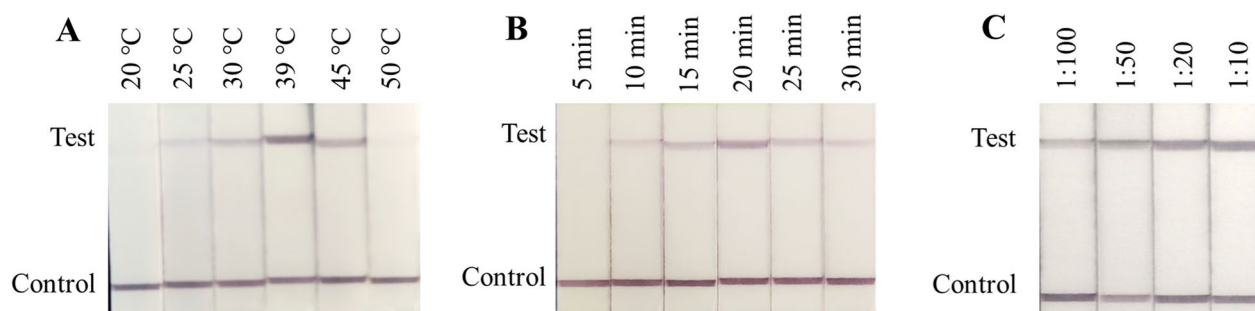 A
20 °C
25 °C
30 °C
39 °C
45 °C
50 °C
Test
Control
B
5 min
10 min
15 min
20 min
25 min
30 min
Test
Control
C
1:100
1:50
1:20
1:10
Test
Control